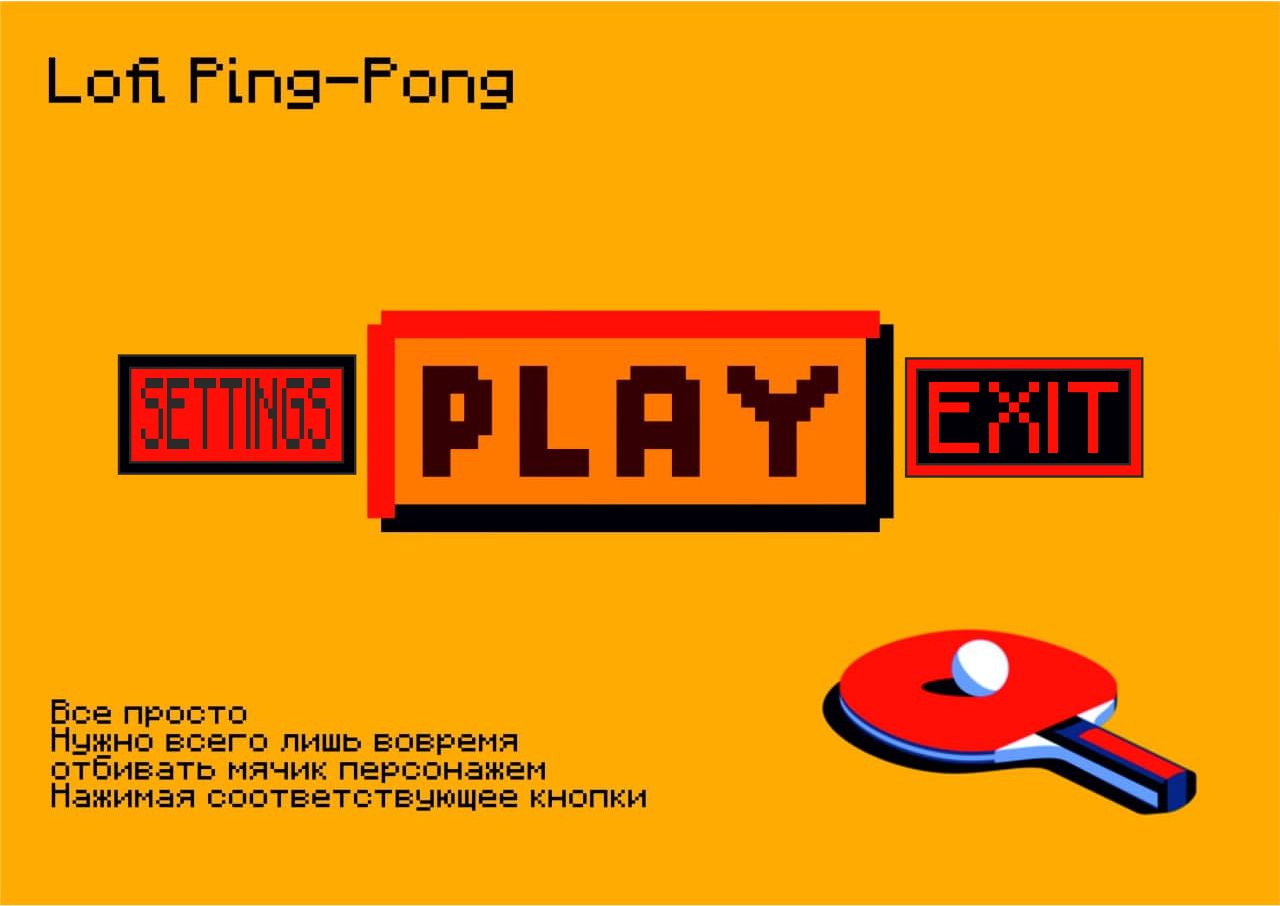 Lofi Ping-Pong
SETTINGS
PLAY
EXIT
Все просто
Нужно всего лишь вовремя
отбивать мячик персонажем
Нажимая соответствующее кнопки